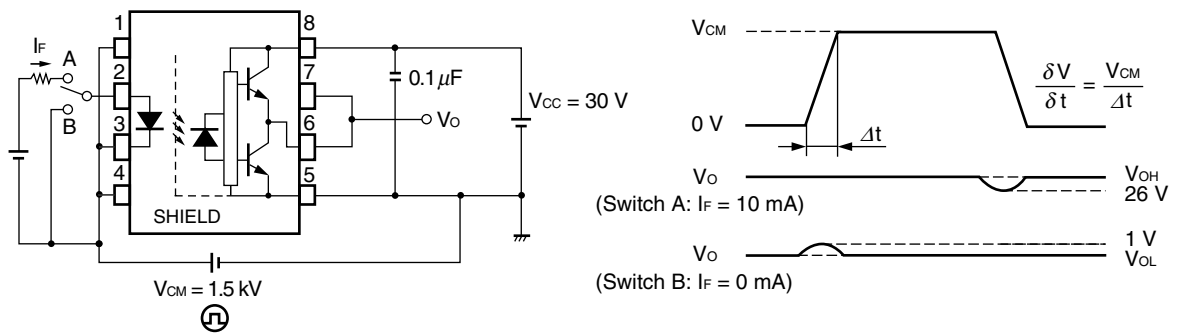 1
2
3
4
8
7
6
5
IF
A
B
SHIELD
0.1 μF
VCC = 30 V
VO
VCM = 1.5 kV
VCM
0 V
Δt
δV/δt = VCM/Δt
VO
(Switch A: IF = 10 mA)
VOH
26 V
VO
(Switch B: IF = 0 mA)
1 V
VOL